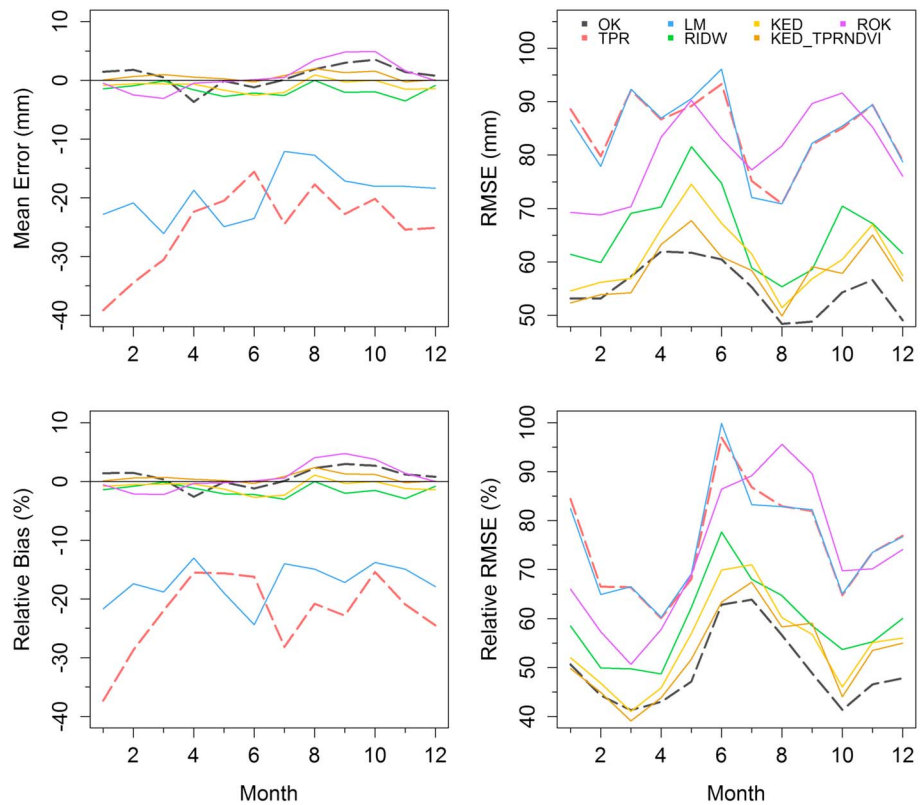 Mean Error (mm)
10
0
-10
-20
-30
-40
2 4 6 8 10 12
RMSE (mm)
100
90
80
70
60
50
OK LM KED ROK
TPR RIDW KED_TPRNDVI
2 4 6 8 10 12
Relative Bias (%)
10
0
-10
-20
-30
-40
2 4 6 8 10 12
Month
Relative RMSE (%)
100
90
80
70
60
50
40
2 4 6 8 10 12
Month